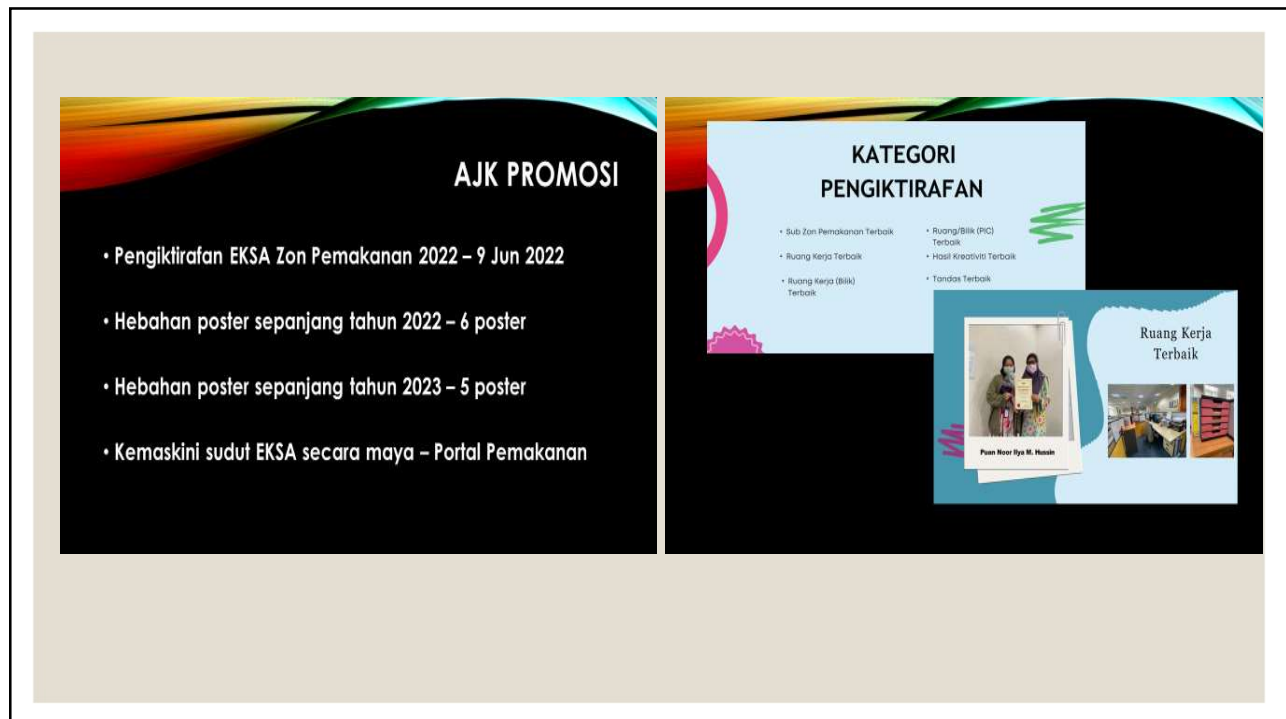 AJK PROMOSI
• Pengiktirafan EKSA Zon Pemakanan 2022 – 9 Jun 2022
• Hebahan poster sepanjang tahun 2022 – 6 poster
• Hebahan poster sepanjang tahun 2023 – 5 poster
• Kemaskini sudut EKSA secara maya – Portal Pemakanan
KATEGORI
PENGIKTIRAFAN
• Sub Zon Pemakanan Terbaik
• Ruang Kerja Terbaik
• Ruang Kerja (Bilik)
Terbaik
• Ruang/Bilik (PIC)
Terbaik
• Hasil Kreativiti Terbaik
• Tandas Terbaik
Ruang Kerja
Terbaik
Puan Noor Ilya M. Hussin